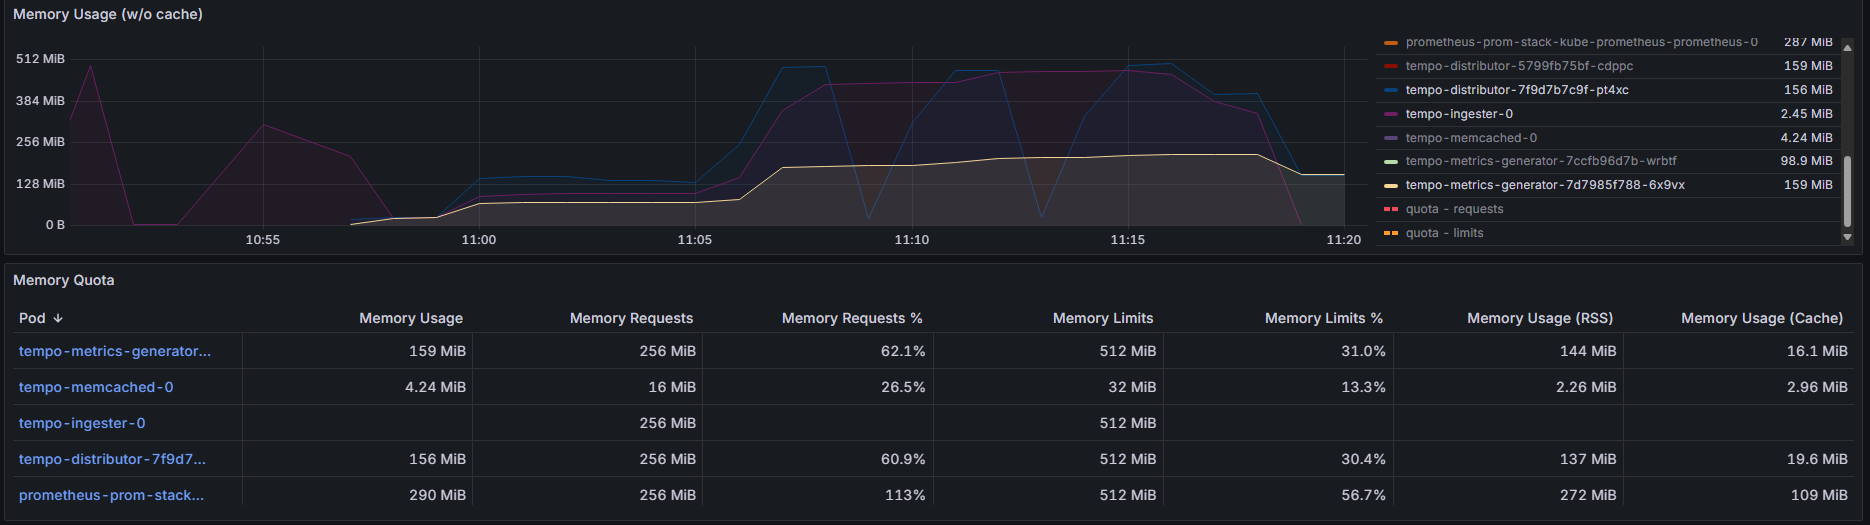 Memory Usage (w/o cache)
512 MiB
384 MiB
256 MiB
128 MiB
0 B
10:55 11:00 11:05 11:10 11:15 11:20
prometheus-prom-stack-kube-prometheus-prometheus-0 287 MiB
tempo-distributor-5799fb75bf-cdppc 159 MiB
tempo-distributor-7f9d7b7c9f-pt4xc 156 MiB
tempo-ingester-0 2.45 MiB
tempo-memcached-0 4.24 MiB
tempo-metrics-generator-7ccfb96d7b-wrbtf 98.9 MiB
tempo-metrics-generator-7d7985f788-6x9vx 159 MiB
quota - requests
quota - limits
Memory Quota
Pod ↓ Memory Usage Memory Requests Memory Requests % Memory Limits Memory Limits % Memory Usage (RSS) Memory Usage (Cache)
tempo-metrics-generator... 159 MiB 256 MiB 62.1% 512 MiB 31.0% 144 MiB 16.1 MiB
tempo-memcached-0 4.24 MiB 16 MiB 26.5% 32 MiB 13.3% 2.26 MiB 2.96 MiB
tempo-ingester-0 256 MiB 512 MiB
tempo-distributor-7f9d7... 156 MiB 256 MiB 60.9% 512 MiB 30.4% 137 MiB 19.6 MiB
prometheus-prom-stack... 290 MiB 256 MiB 113% 512 MiB 56.7% 272 MiB 109 MiB